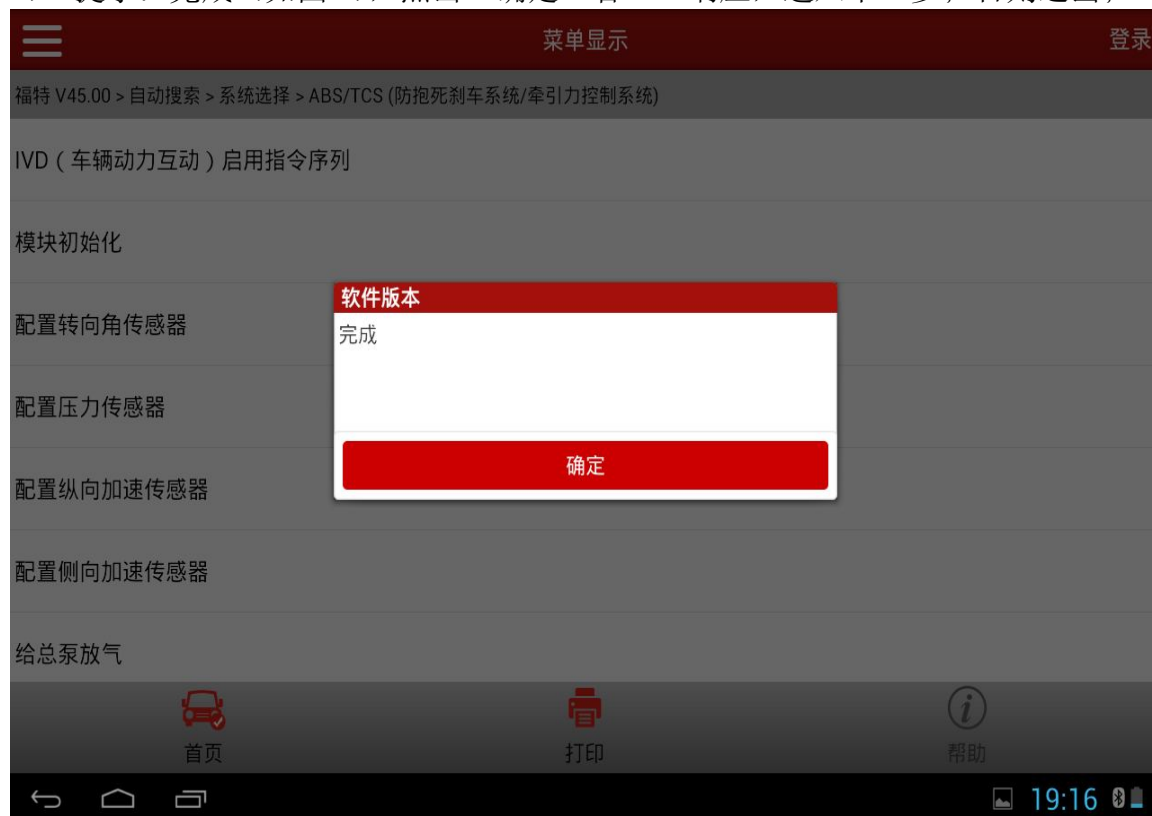 菜单显示
登录
福特 V45.00 > 自动搜索 > 系统选择 > ABS/TCS (防抱死刹车系统/牵引力控制系统)
IVD（车辆动力互动）启用指令序列
模块初始化
软件版本
配置转向角传感器
完成
配置压力传感器
确定
配置纵向加速传感器
配置侧向加速传感器
给总泵放气
首页
打印
帮助
19:16